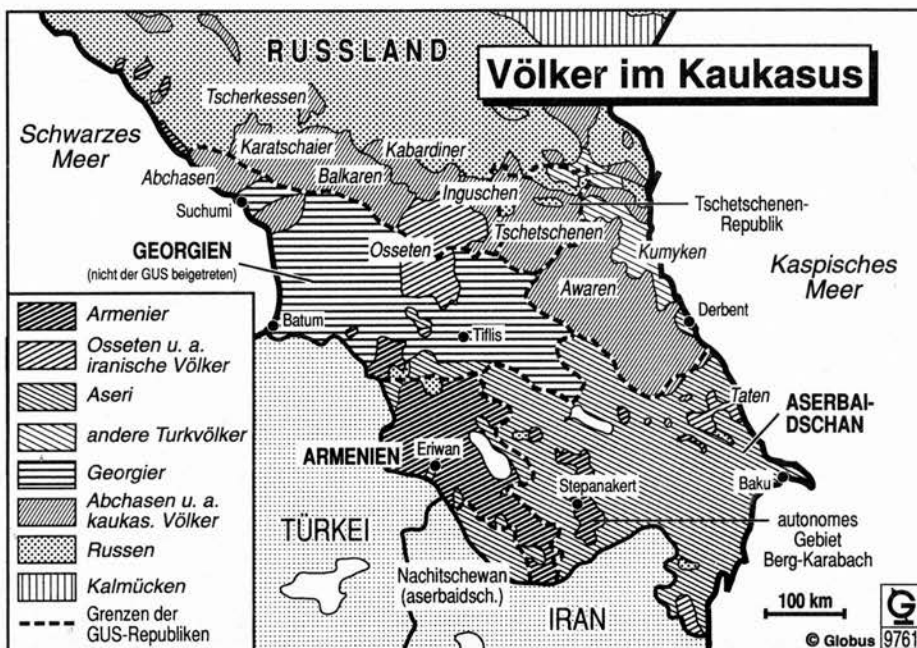 RUSSLAND
Völker im Kaukasus
Tscherkessen
Schwarzes
Meer
Karatschaier
Kabardiner
Abchasen
Balkaren
Inguschen
Suchumi
Tschetschenen-
Republik
Tschetschenen
GEORGIEN
(nicht der GUS beigetreten)
Osseten
Kumyken
Kaspisches
Meer
Awaren
Derbent
Batum
Tiflis
Taten
ASERBAI-
DSCHAN
ARMENIEN
Eriwan
Stepanakert
Baku
TÜRKEI
autonomes
Gebiet
Berg-Karabach
Nachitschewan
(aserbaidsch.)
IRAN
Armenier
Osseten u. a.
iranische Völker
Aseri
andere Turkvölker
Georgier
Abchasen u. a.
kaukas. Völker
Russen
Kalmücken
Grenzen der
GUS-Republiken
100 km
© Globus
G
9761